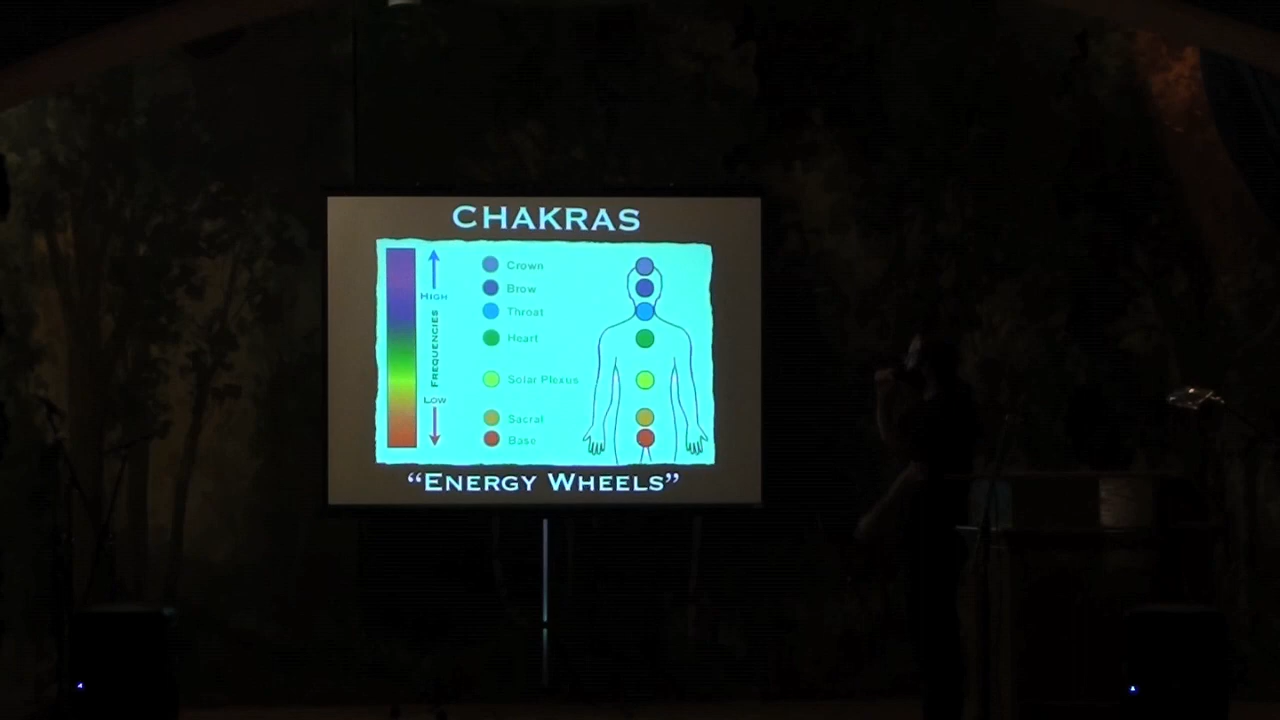 CHAKRAS
Crown
Brow
HIGH
Throat
FREQUENCIES
Heart
Solar Plexus
LOW
Sacral
Base
“ENERGY WHEELS”